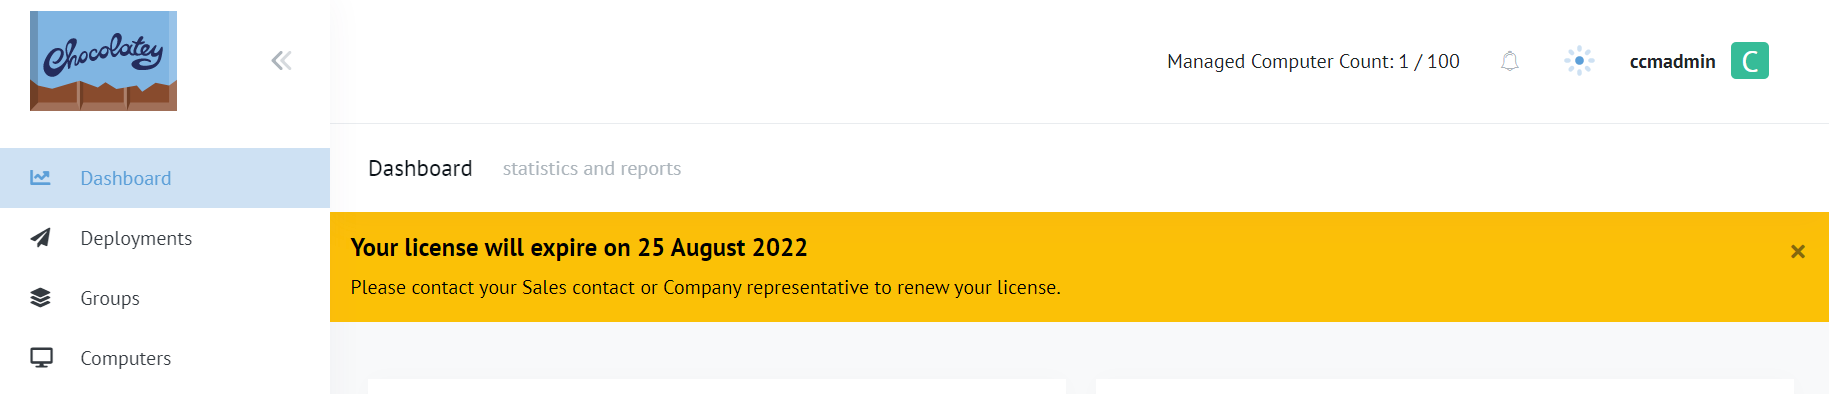 Chocolatey
Managed Computer Count: 1 / 100
ccmadmin
C
Dashboard
Deployments
Groups
Computers
Dashboard
statistics and reports
Your license will expire on 25 August 2022
Please contact your Sales contact or Company representative to renew your license.